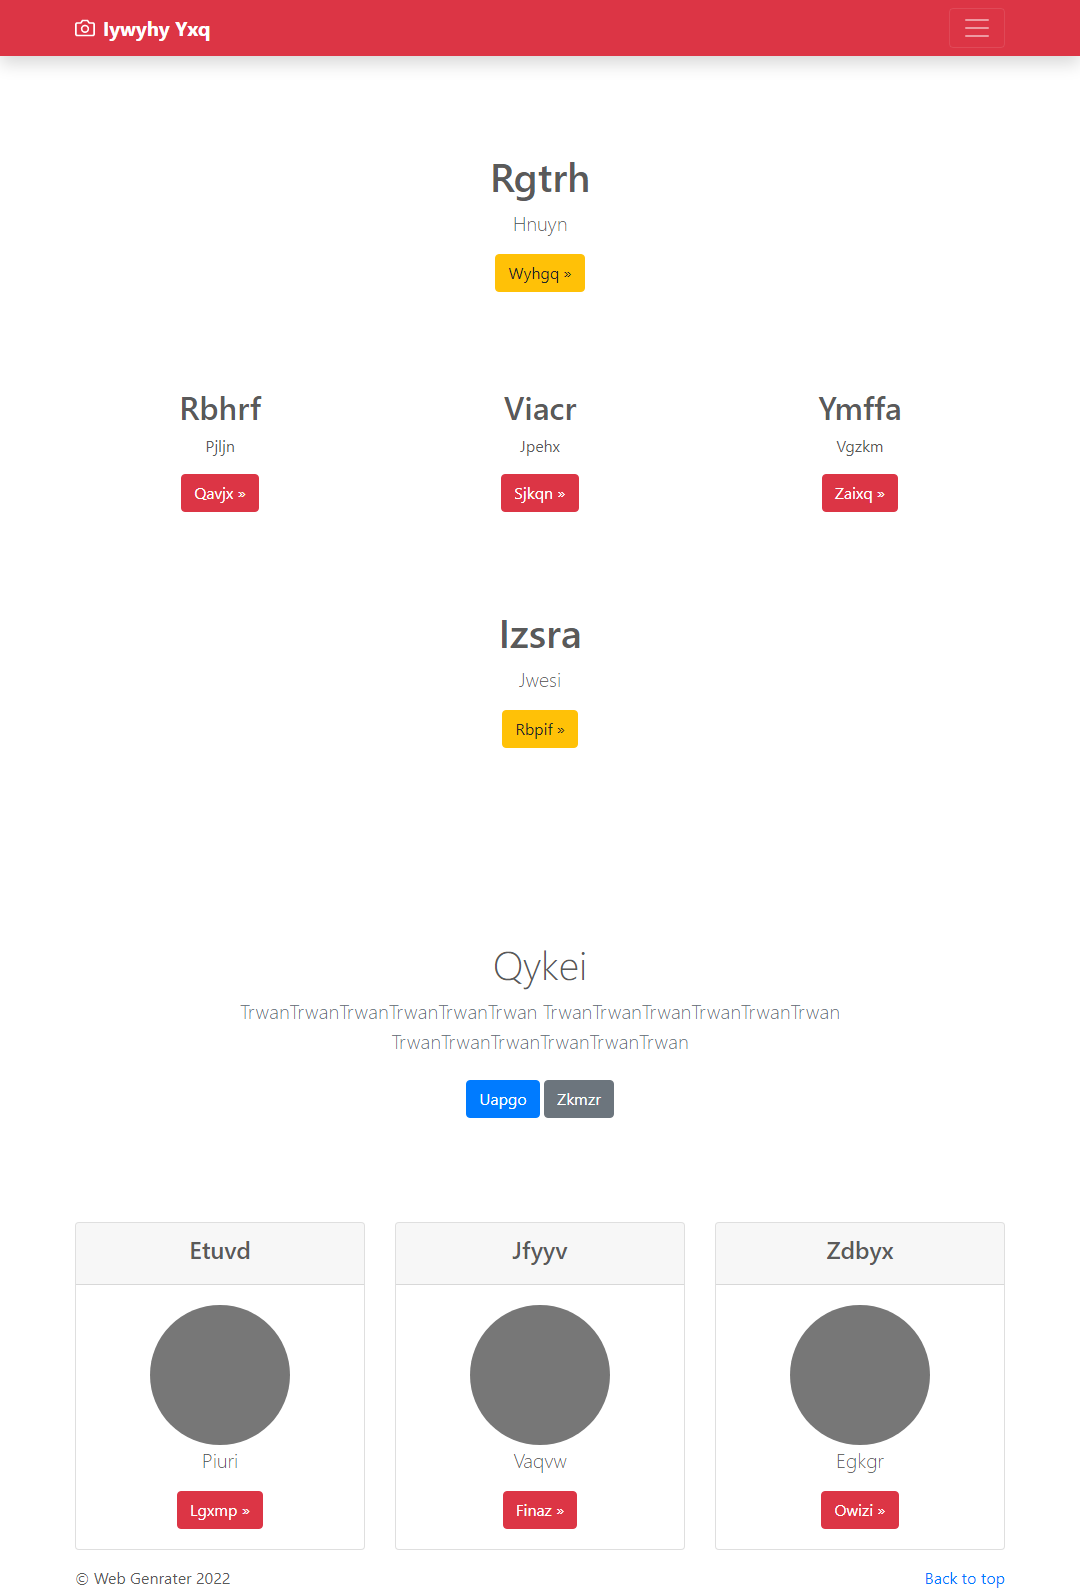 Iywyhy Yxq
Rgtrh
Hnuyn
Wyhgq »
Rbhrf
Viacr
Ymffa
Pjljn
Jpehx
Vgzkm
Qavjx »
Sjkqn »
Zaixq »
Izsra
Jwesi
Rbpif »
Qykei
TrwanTrwanTrwanTrwanTrwanTrwan TrwanTrwanTrwanTrwanTrwanTrwan
TrwanTrwanTrwanTrwanTrwanTrwan
Uapgo Zkmzr
Etuvd
Jfyyv
Zdbyx
Piuri
Vaqvw
Egkgr
Lgxmp »
Finaz »
Owizi »
© Web Genrater 2022
Back to top